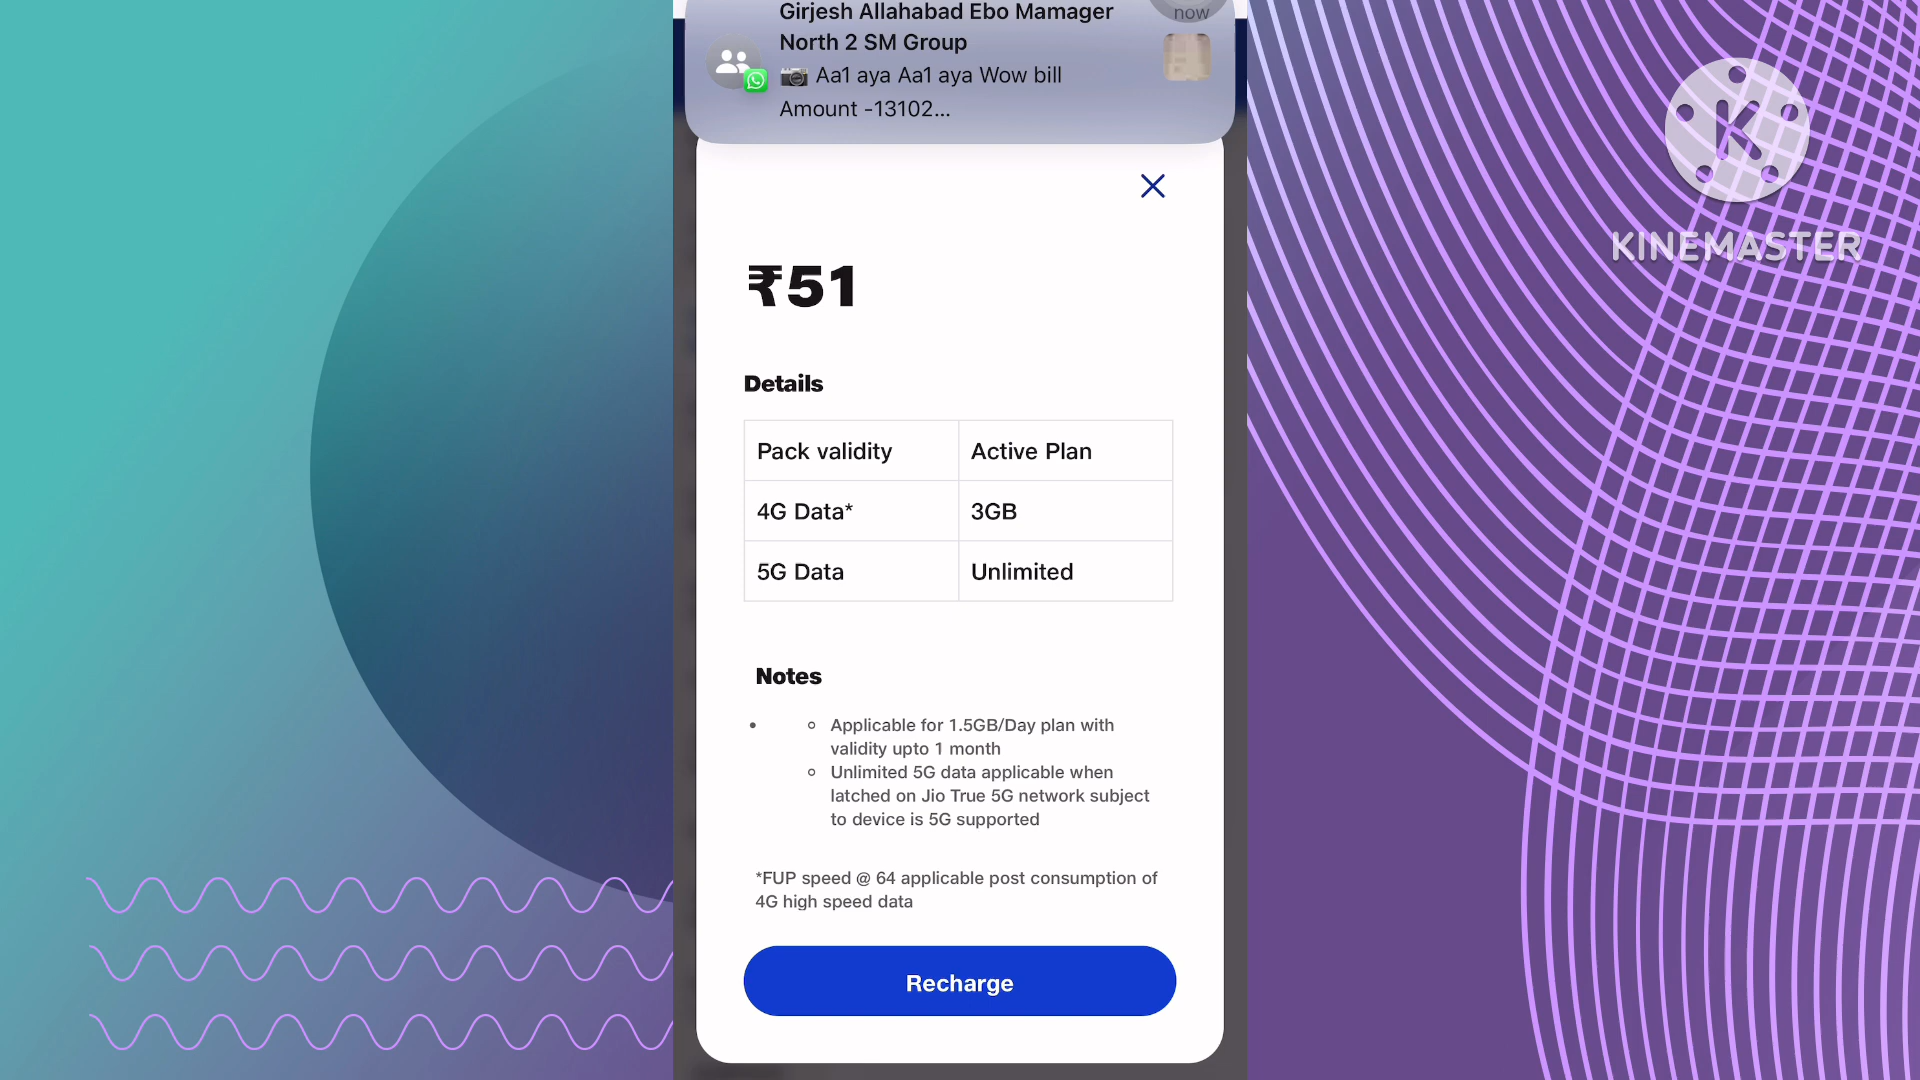 Girjesh Allahabad Ebo Mamager
now
North 2 SM Group
Aa1 aya Aa1 aya Wow bill
Amount -13102...
KINEMASTER
₹51
Details
Pack validity
Active Plan
4G Data*
3GB
5G Data
Unlimited
Notes
Applicable for 1.5GB/Day plan with
validity upto 1 month
Unlimited 5G data applicable when
latched on Jio True 5G network subject
to device is 5G supported
*FUP speed @ 64 applicable post consumption of
4G high speed data
Recharge